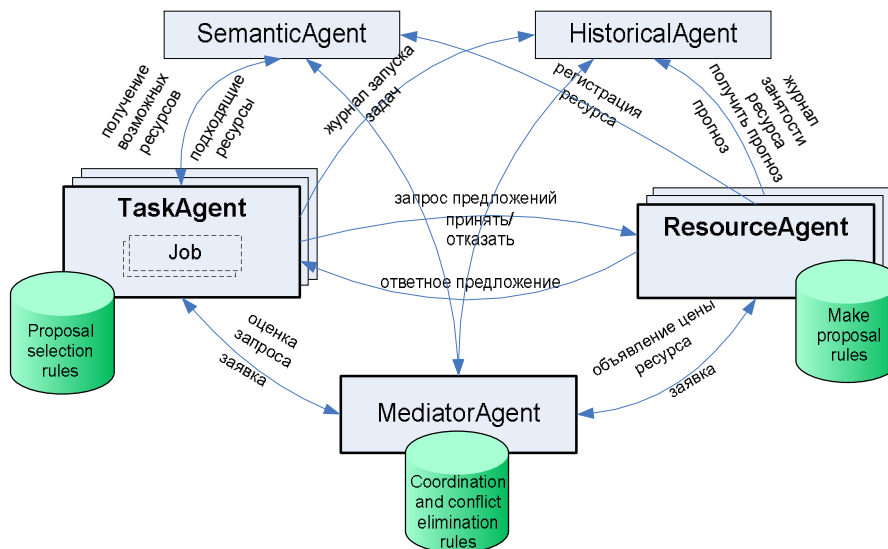 SemanticAgent
HistoricalAgent
получение
возможных
ресурсов
подходящие
ресурсы
журнал запуска
задач
регистрация
ресурса
журнал
занятости
ресурса
получить прогноз
прогноз
TaskAgent
Job
запрос предложений
принять/
отказать
ответное предложение
ResourceAgent
Proposal
selection
rules
Make
proposal
rules
оценка
запроса
заявка
объявление цены
ресурса
заявка
MediatorAgent
Coordination
and conflict
elimination
rules